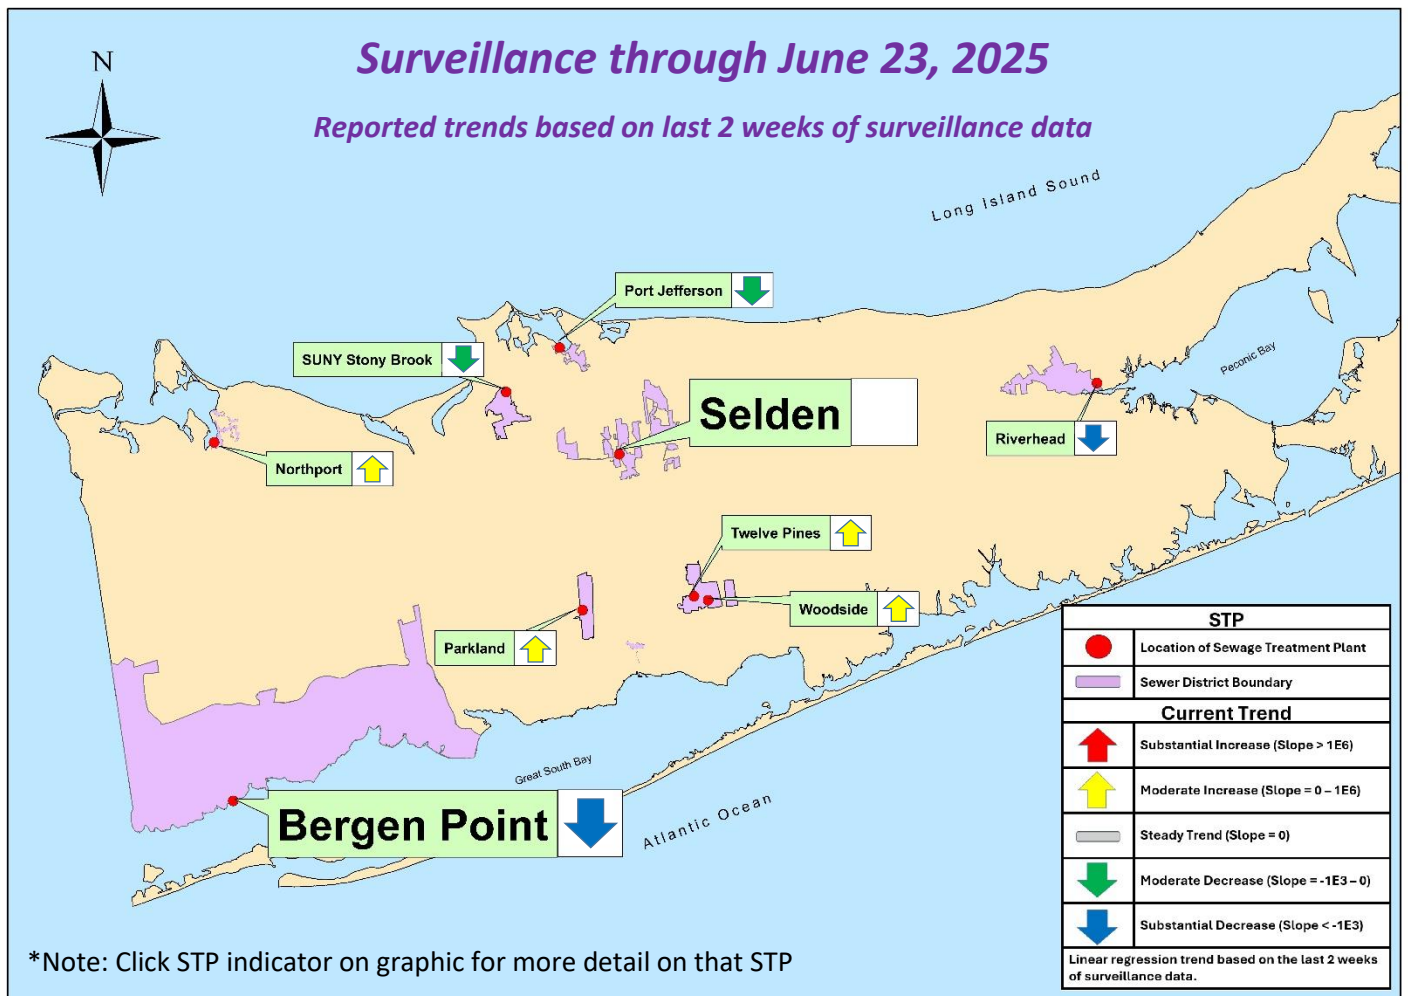 Surveillance through June 23, 2025
Reported trends based on last 2 weeks of surveillance data
N
Long Island Sound
Port Jefferson
SUNY Stony Brook
Selden
Peconic Bay
Riverhead
Northport
Twelve Pines
Woodside
Parkland
Great South Bay
Bergen Point
Atlantic Ocean
STP
Location of Sewage Treatment Plant
Sewer District Boundary
Current Trend
Substantial Increase (Slope > 1E6)
Moderate Increase (Slope = 0 – 1E6)
Steady Trend (Slope = 0)
Moderate Decrease (Slope = -1E3 – 0)
Substantial Decrease (Slope < -1E3)
Linear regression trend based on the last 2 weeks
of surveillance data.
*Note: Click STP indicator on graphic for more detail on that STP